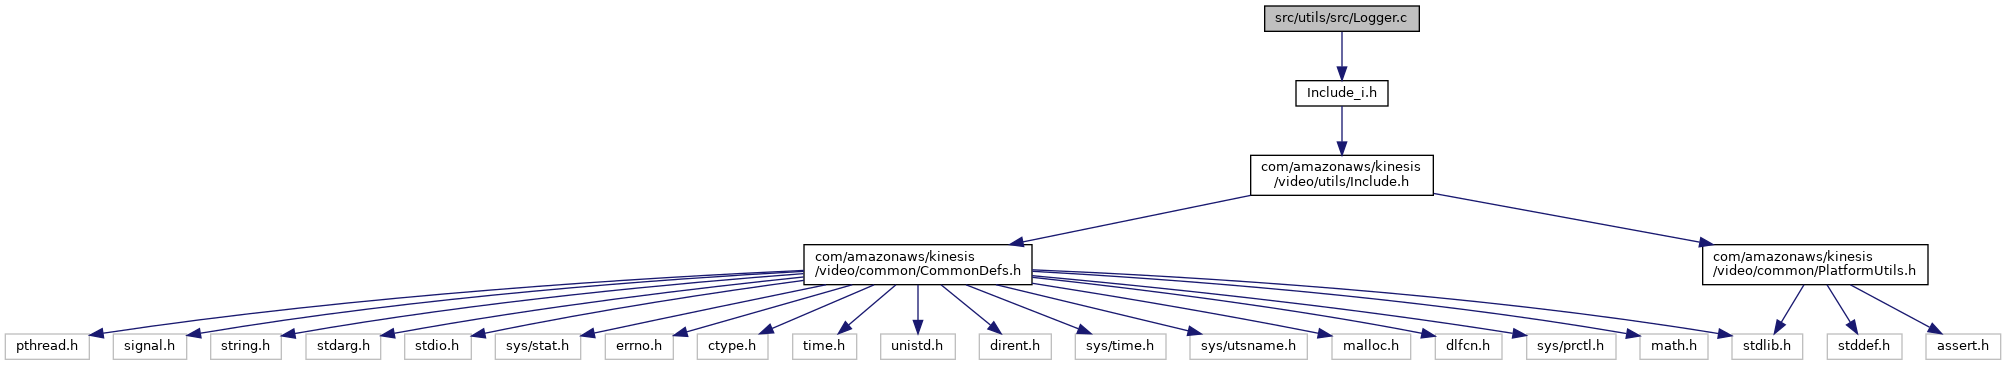 src/utils/src/Logger.c
Include_i.h
com/amazonaws/kinesis
/video/utils/Include.h
com/amazonaws/kinesis
/video/common/CommonDefs.h
com/amazonaws/kinesis
/video/common/PlatformUtils.h
pthread.h
signal.h
string.h
stdarg.h
stdio.h
sys/stat.h
errno.h
ctype.h
time.h
unistd.h
dirent.h
sys/time.h
sys/utsname.h
malloc.h
dlfcn.h
sys/prctl.h
math.h
stdlib.h
stddef.h
assert.h